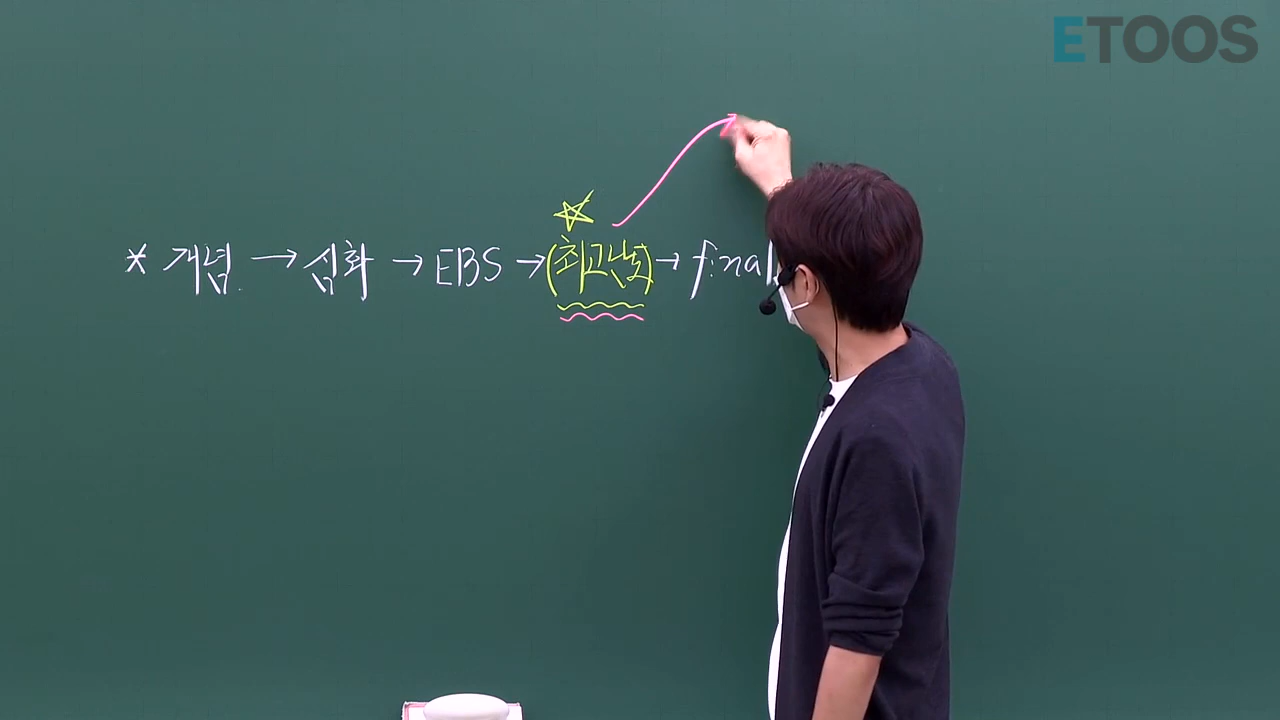 ETOOS
* 개념 → 심화 → EBS → (최고난도) → final